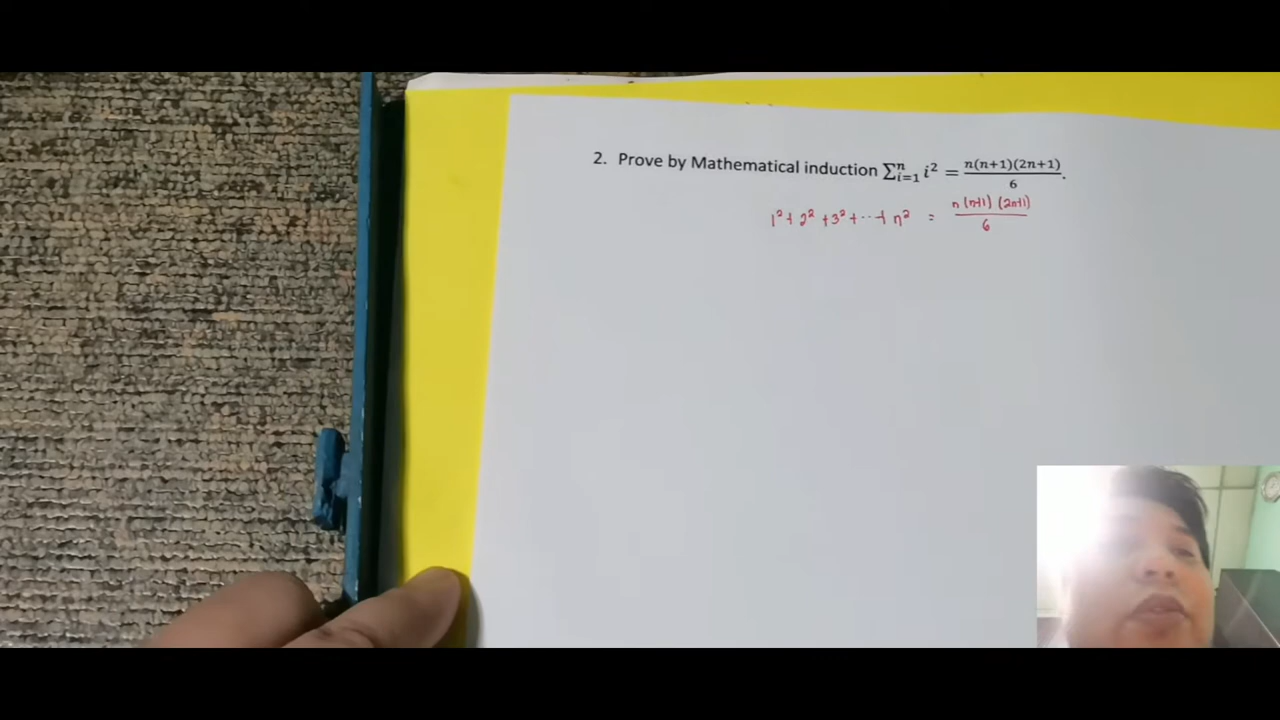 2. Prove by Mathematical induction ∑ⁿᵢ₌₁ i² = n(n+1)(2n+1)/6.
1² + 2² + 3² + ... + n² = n(n+1)(2n+1)/6